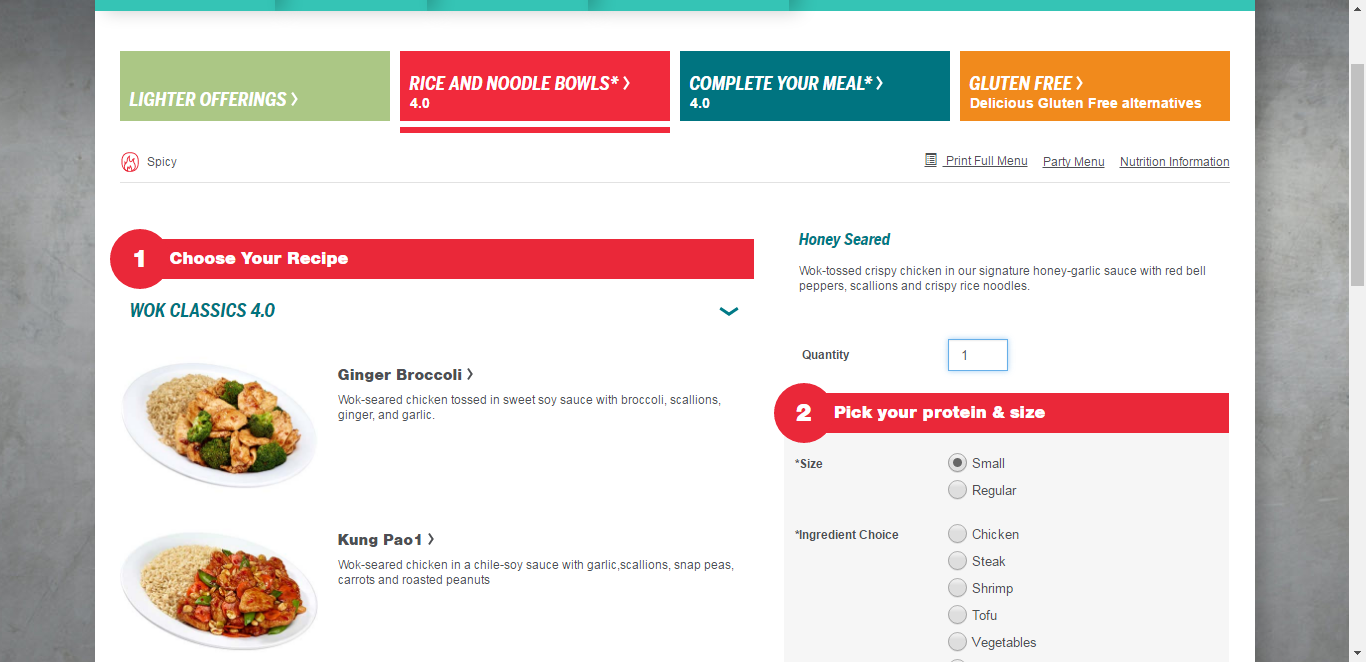 LIGHTER OFFERINGS >
RICE AND NOODLE BOWLS* >
4.0
COMPLETE YOUR MEAL* >
4.0
GLUTEN FREE >
Delicious Gluten Free alternatives
Spicy
Print Full Menu
Party Menu
Nutrition Information
1
Choose Your Recipe
WOK CLASSICS 4.0
Ginger Broccoli >
Wok-seared chicken tossed in sweet soy sauce with broccoli, scallions,
ginger, and garlic.
Kung Pao1 >
Wok-seared chicken in a chile-soy sauce with garlic,scallions, snap peas,
carrots and roasted peanuts
Honey Seared
Wok-tossed crispy chicken in our signature honey-garlic sauce with red bell
peppers, scallions and crispy rice noodles.
Quantity
1
2
Pick your protein & size
*Size
Small
Regular
*Ingredient Choice
Chicken
Steak
Shrimp
Tofu
Vegetables